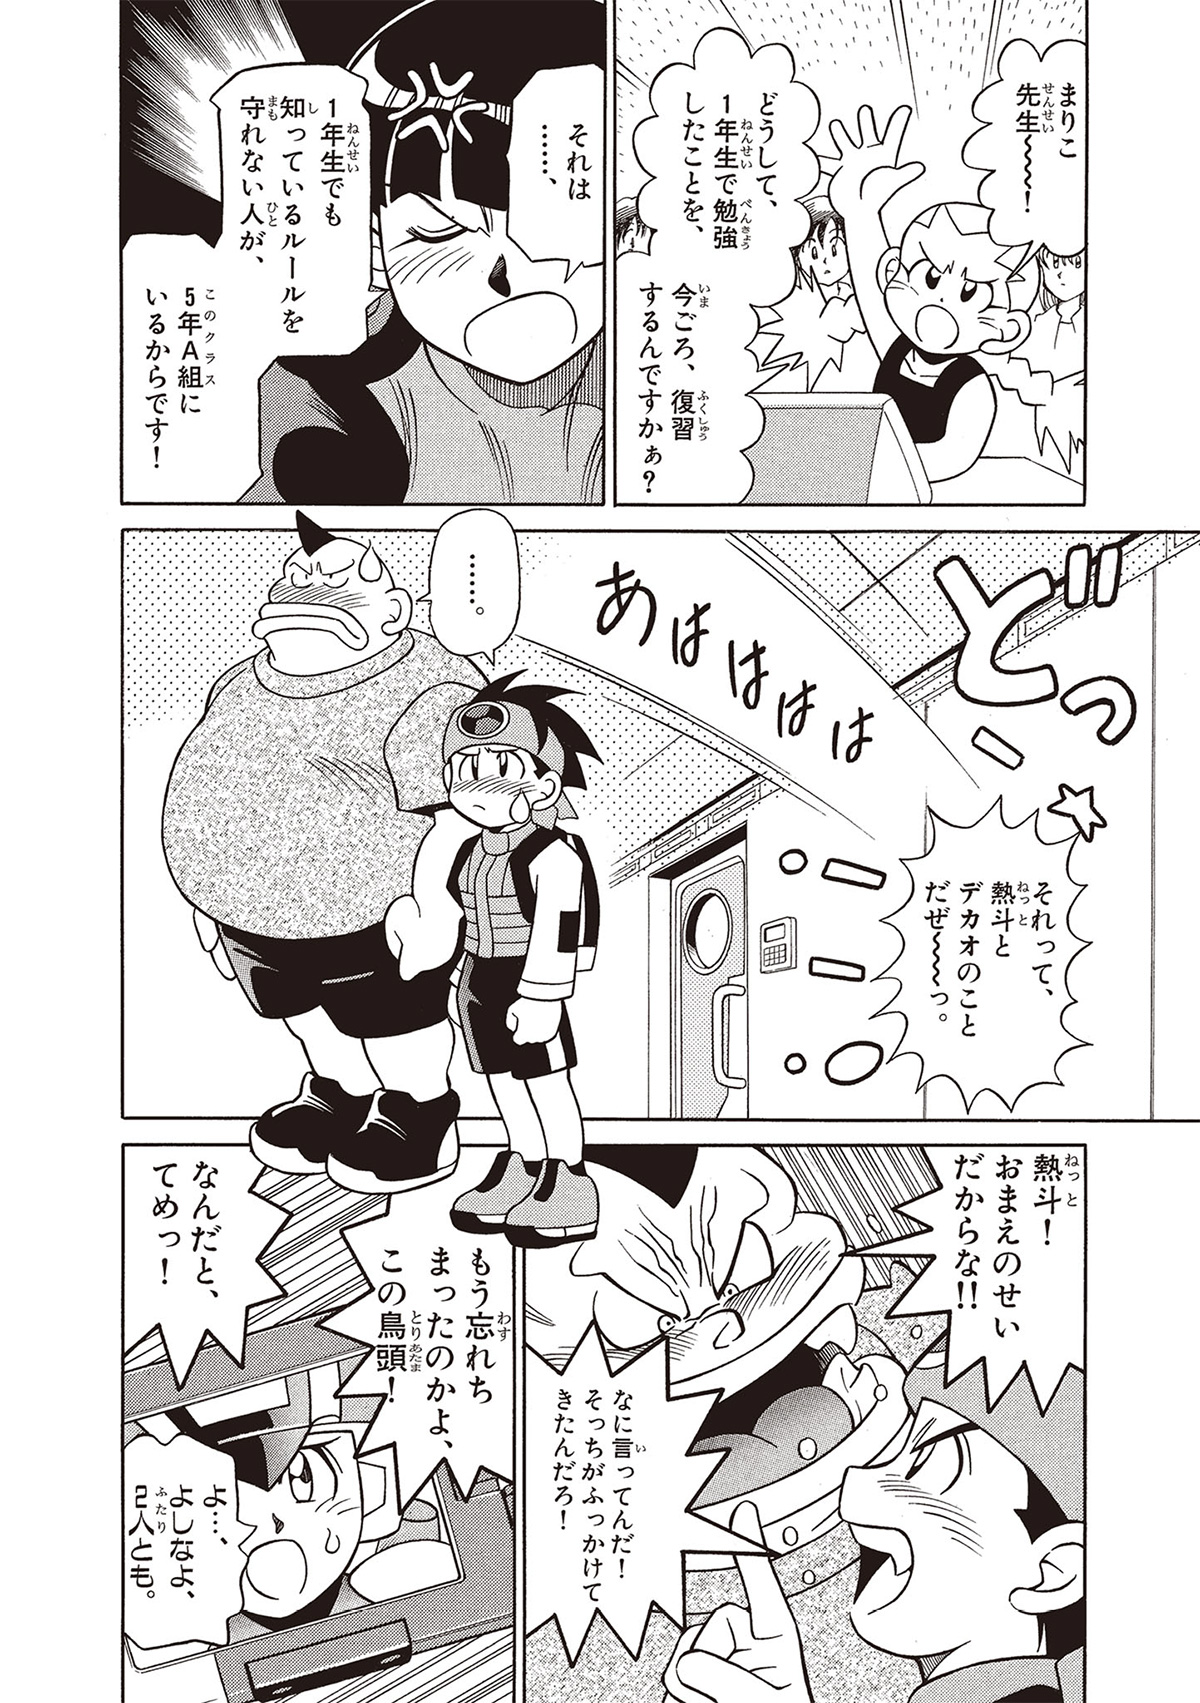 まりこ
先生〜〜〜！
どうして、
1年生で勉強
したことを、
今ごろ、復習
するんですかぁ？
それは
……、
1年生でも
知っているルールを
守れない人が、
5年A組に
いるからです！
どっ
あはははははは
それって、
熱斗と
デカオのこと
だぜ〜〜〜っ。
……。
熱斗！
おまえのせい
だからな!!
なに言ってんだ！
そっちがふっかけて
きたんだろ！
もう忘れち
まったのかよ、
この鳥頭！
なんだと、
てめっ！
よ…、
よしなよ、
2人とも。